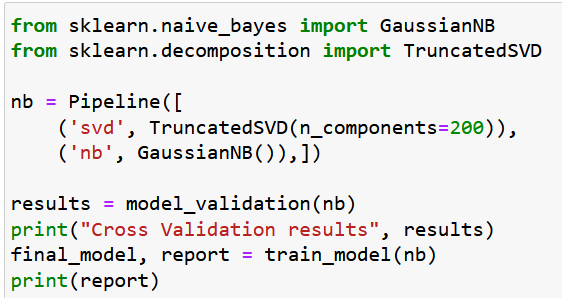 from sklearn.naive_bayes import GaussianNB
from sklearn.decomposition import TruncatedSVD

nb = Pipeline([
    ('svd', TruncatedSVD(n_components=200)),
    ('nb', GaussianNB()),])

results = model_validation(nb)
print("Cross Validation results", results)
final_model, report = train_model(nb)
print(report)